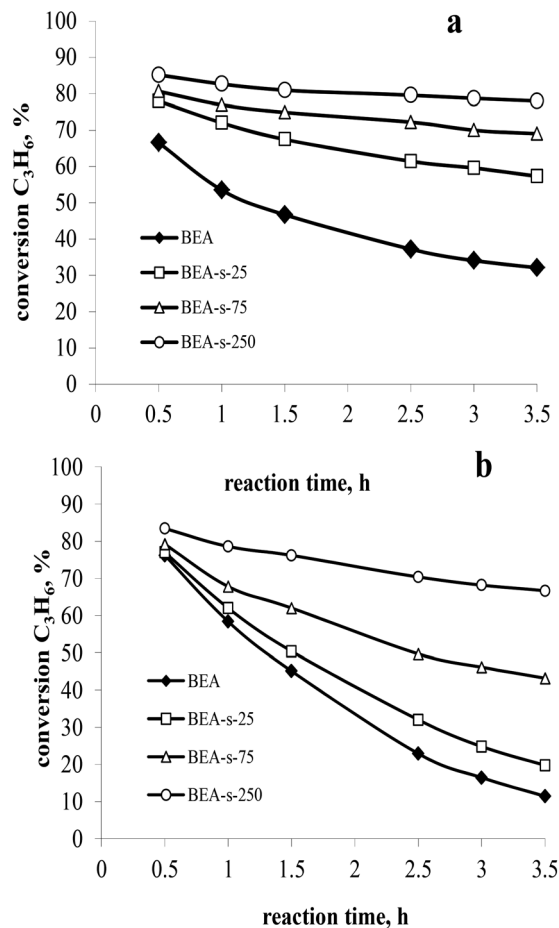 a
100
90
80
70
60
50
40
30
20
10
0
conversion C₃H₆, %
BEA
BEA-s-25
BEA-s-75
BEA-s-250
0 0.5 1 1.5 2 2.5 3 3.5
reaction time, h
b
100
90
80
70
60
50
40
30
20
10
0
conversion C₃H₆, %
BEA
BEA-s-25
BEA-s-75
BEA-s-250
0 0.5 1 1.5 2 2.5 3 3.5
reaction time, h